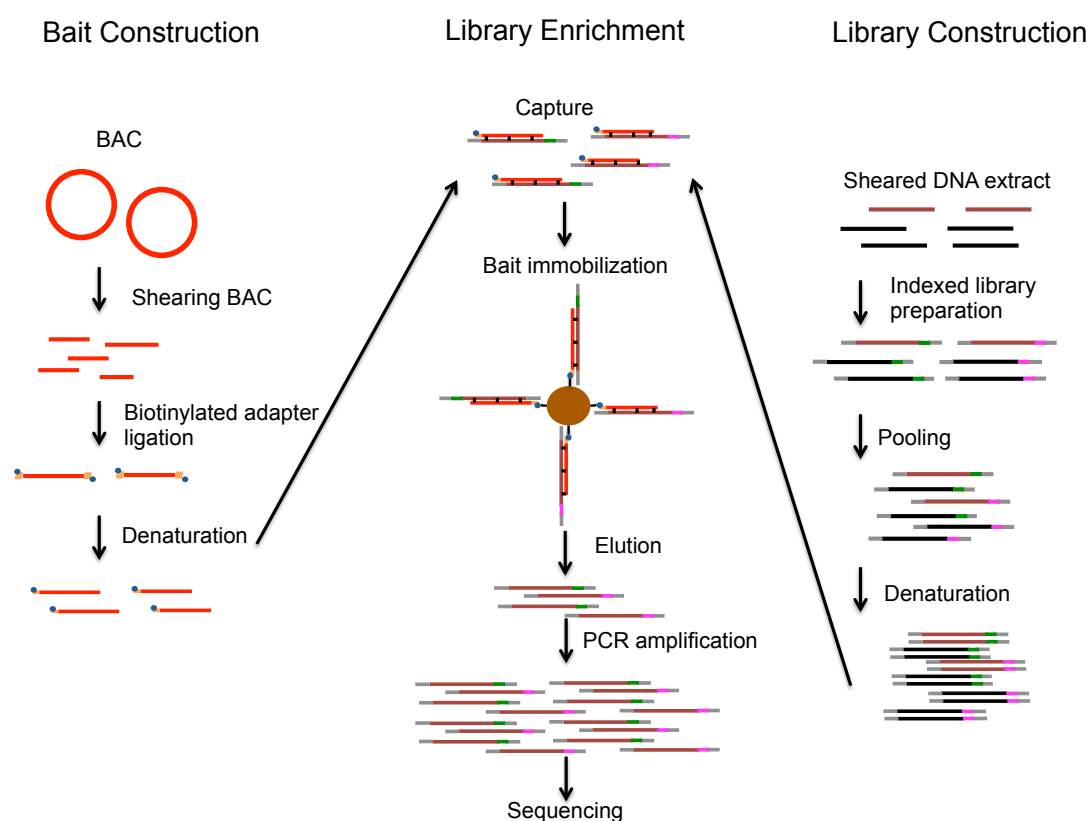 Bait Construction
BAC
Shearing BAC
Biotinylated adapter
ligation
Denaturation
Library Enrichment
Capture
Bait immobilization
Elution
PCR amplification
Sequencing
Library Construction
Sheared DNA extract
Indexed library
preparation
Pooling
Denaturation